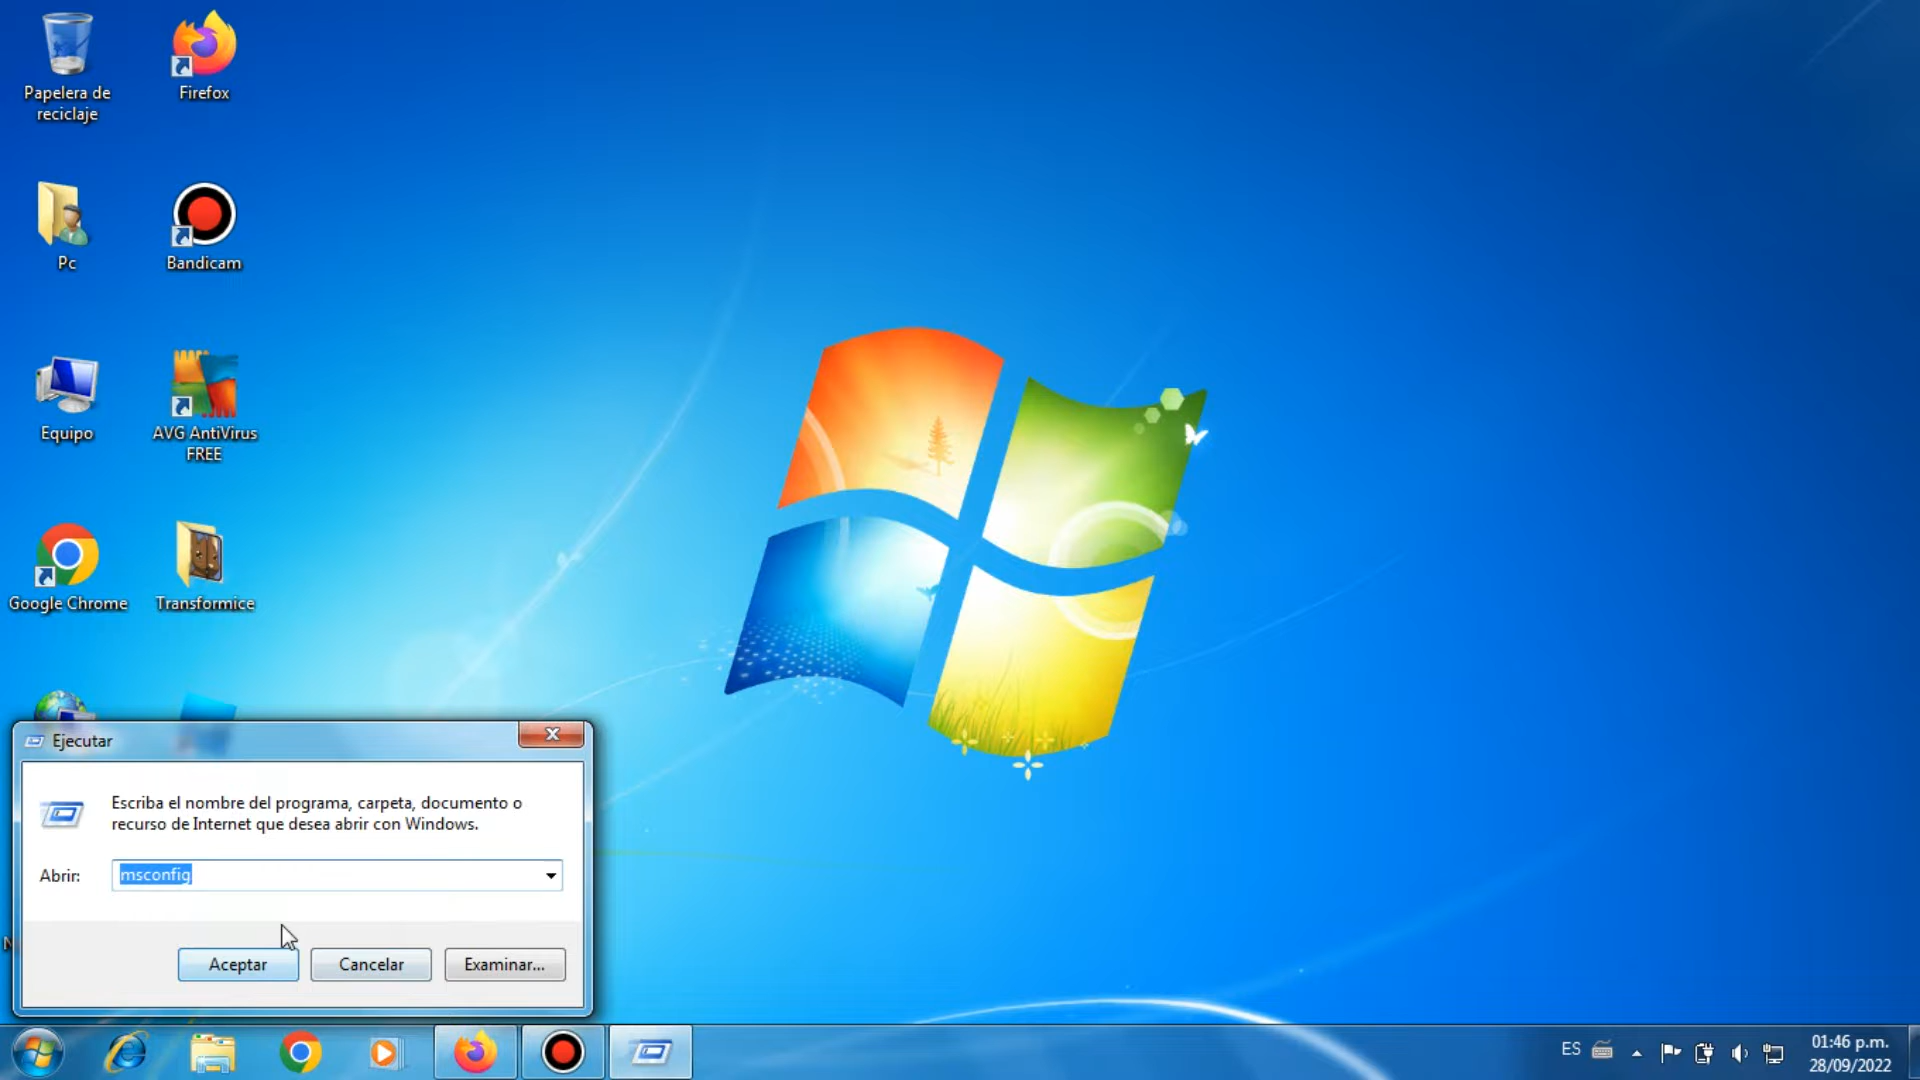 Papelera de
reciclaje
Firefox
Pc
Bandicam
Equipo
AVG AntiVirus
FREE
Google Chrome
Transformice
Ejecutar
Escriba el nombre del programa, carpeta, documento o
recurso de Internet que desea abrir con Windows.
Abrir:
msconfig
Aceptar
Cancelar
Examinar...
ES
01:46 p.m.
28/09/2022